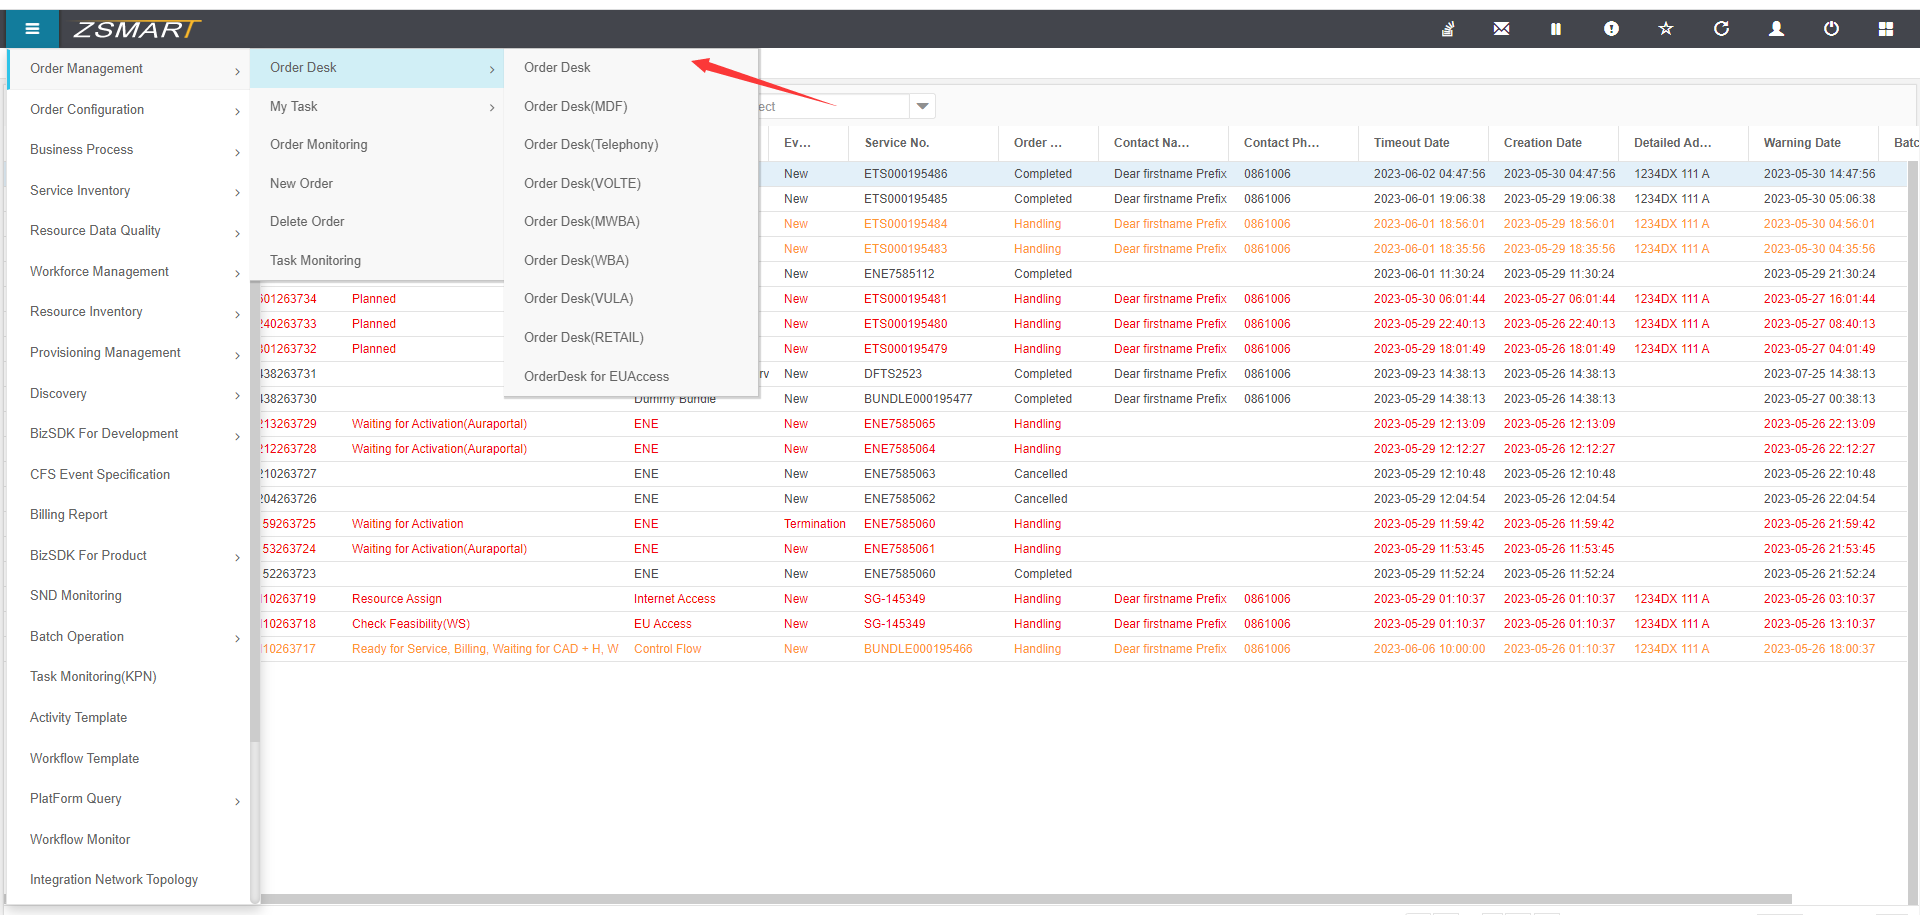 ZSMART
Order Management
Order Configuration
Business Process
Service Inventory
Resource Data Quality
Workforce Management
Resource Inventory
Provisioning Management
Discovery
BizSDK For Development
CFS Event Specification
Billing Report
BizSDK For Product
SND Monitoring
Batch Operation
Task Monitoring(KPN)
Activity Template
Workflow Template
PlatForm Query
Workflow Monitor
Integration Network Topology
Order Desk
My Task
Order Monitoring
New Order
Delete Order
Task Monitoring
Order Desk
Order Desk(MDF)
Order Desk(Telephony)
Order Desk(VOLTE)
Order Desk(MWBA)
Order Desk(WBA)
Order Desk(VULA)
Order Desk(RETAIL)
OrderDesk for EUAccess
ect
Ev... Service No. Order ... Contact Na... Contact Ph... Timeout Date Creation Date Detailed Ad... Warning Date Batc
New ETS000195486 Completed Dear firstname Prefix 0861006 2023-06-02 04:47:56 2023-05-30 04:47:56 1234DX 111 A 2023-05-30 14:47:56
New ETS000195485 Completed Dear firstname Prefix 0861006 2023-06-01 19:06:38 2023-05-29 19:06:38 1234DX 111 A 2023-05-30 05:06:38
New ETS000195484 Handling Dear firstname Prefix 0861006 2023-06-01 18:56:01 2023-05-29 18:56:01 1234DX 111 A 2023-05-30 04:56:01
New ETS000195483 Handling Dear firstname Prefix 0861006 2023-06-01 18:35:56 2023-05-29 18:35:56 1234DX 111 A 2023-05-30 04:35:56
New ENE7585112 Completed 2023-06-01 11:30:24 2023-05-29 11:30:24 2023-05-29 21:30:24
601263734 Planned New ETS000195481 Handling Dear firstname Prefix 0861006 2023-05-30 06:01:44 2023-05-27 06:01:44 1234DX 111 A 2023-05-27 16:01:44
240263733 Planned New ETS000195480 Handling Dear firstname Prefix 0861006 2023-05-29 22:40:13 2023-05-26 22:40:13 1234DX 111 A 2023-05-27 08:40:13
801263732 Planned New ETS000195479 Handling Dear firstname Prefix 0861006 2023-05-29 18:01:49 2023-05-26 18:01:49 1234DX 111 A 2023-05-27 04:01:49
438263731 rv New DFTS2523 Completed Dear firstname Prefix 0861006 2023-09-23 14:38:13 2023-05-26 14:38:13 2023-07-25 14:38:13
438263730 Dummy Bundle New BUNDLE000195477 Completed Dear firstname Prefix 0861006 2023-05-29 14:38:13 2023-05-26 14:38:13 2023-05-27 00:38:13
213263729 Waiting for Activation(Auraportal) ENE New ENE7585065 Handling 2023-05-29 12:13:09 2023-05-26 12:13:09 2023-05-26 22:13:09
212263728 Waiting for Activation(Auraportal) ENE New ENE7585064 Handling 2023-05-29 12:12:27 2023-05-26 12:12:27 2023-05-26 22:12:27
210263727 ENE New ENE7585063 Cancelled 2023-05-29 12:10:48 2023-05-26 12:10:48 2023-05-26 22:10:48
204263726 ENE New ENE7585062 Cancelled 2023-05-29 12:04:54 2023-05-26 12:04:54 2023-05-26 22:04:54
159263725 Waiting for Activation ENE Termination ENE7585060 Handling 2023-05-29 11:59:42 2023-05-26 11:59:42 2023-05-26 21:59:42
153263724 Waiting for Activation(Auraportal) ENE New ENE7585061 Handling 2023-05-29 11:53:45 2023-05-26 11:53:45 2023-05-26 21:53:45
152263723 ENE New ENE7585060 Completed 2023-05-29 11:52:24 2023-05-26 11:52:24 2023-05-26 21:52:24
110263719 Resource Assign Internet Access New SG-145349 Handling Dear firstname Prefix 0861006 2023-05-29 01:10:37 2023-05-26 01:10:37 1234DX 111 A 2023-05-26 03:10:37
110263718 Check Feasibility(WS) EU Access New SG-145349 Handling Dear firstname Prefix 0861006 2023-05-29 01:10:37 2023-05-26 01:10:37 1234DX 111 A 2023-05-26 13:10:37
110263717 Ready for Service, Billing, Waiting for CAD + H, W Control Flow New BUNDLE000195466 Handling Dear firstname Prefix 0861006 2023-06-06 10:00:00 2023-05-26 01:10:37 1234DX 111 A 2023-05-26 18:00:37